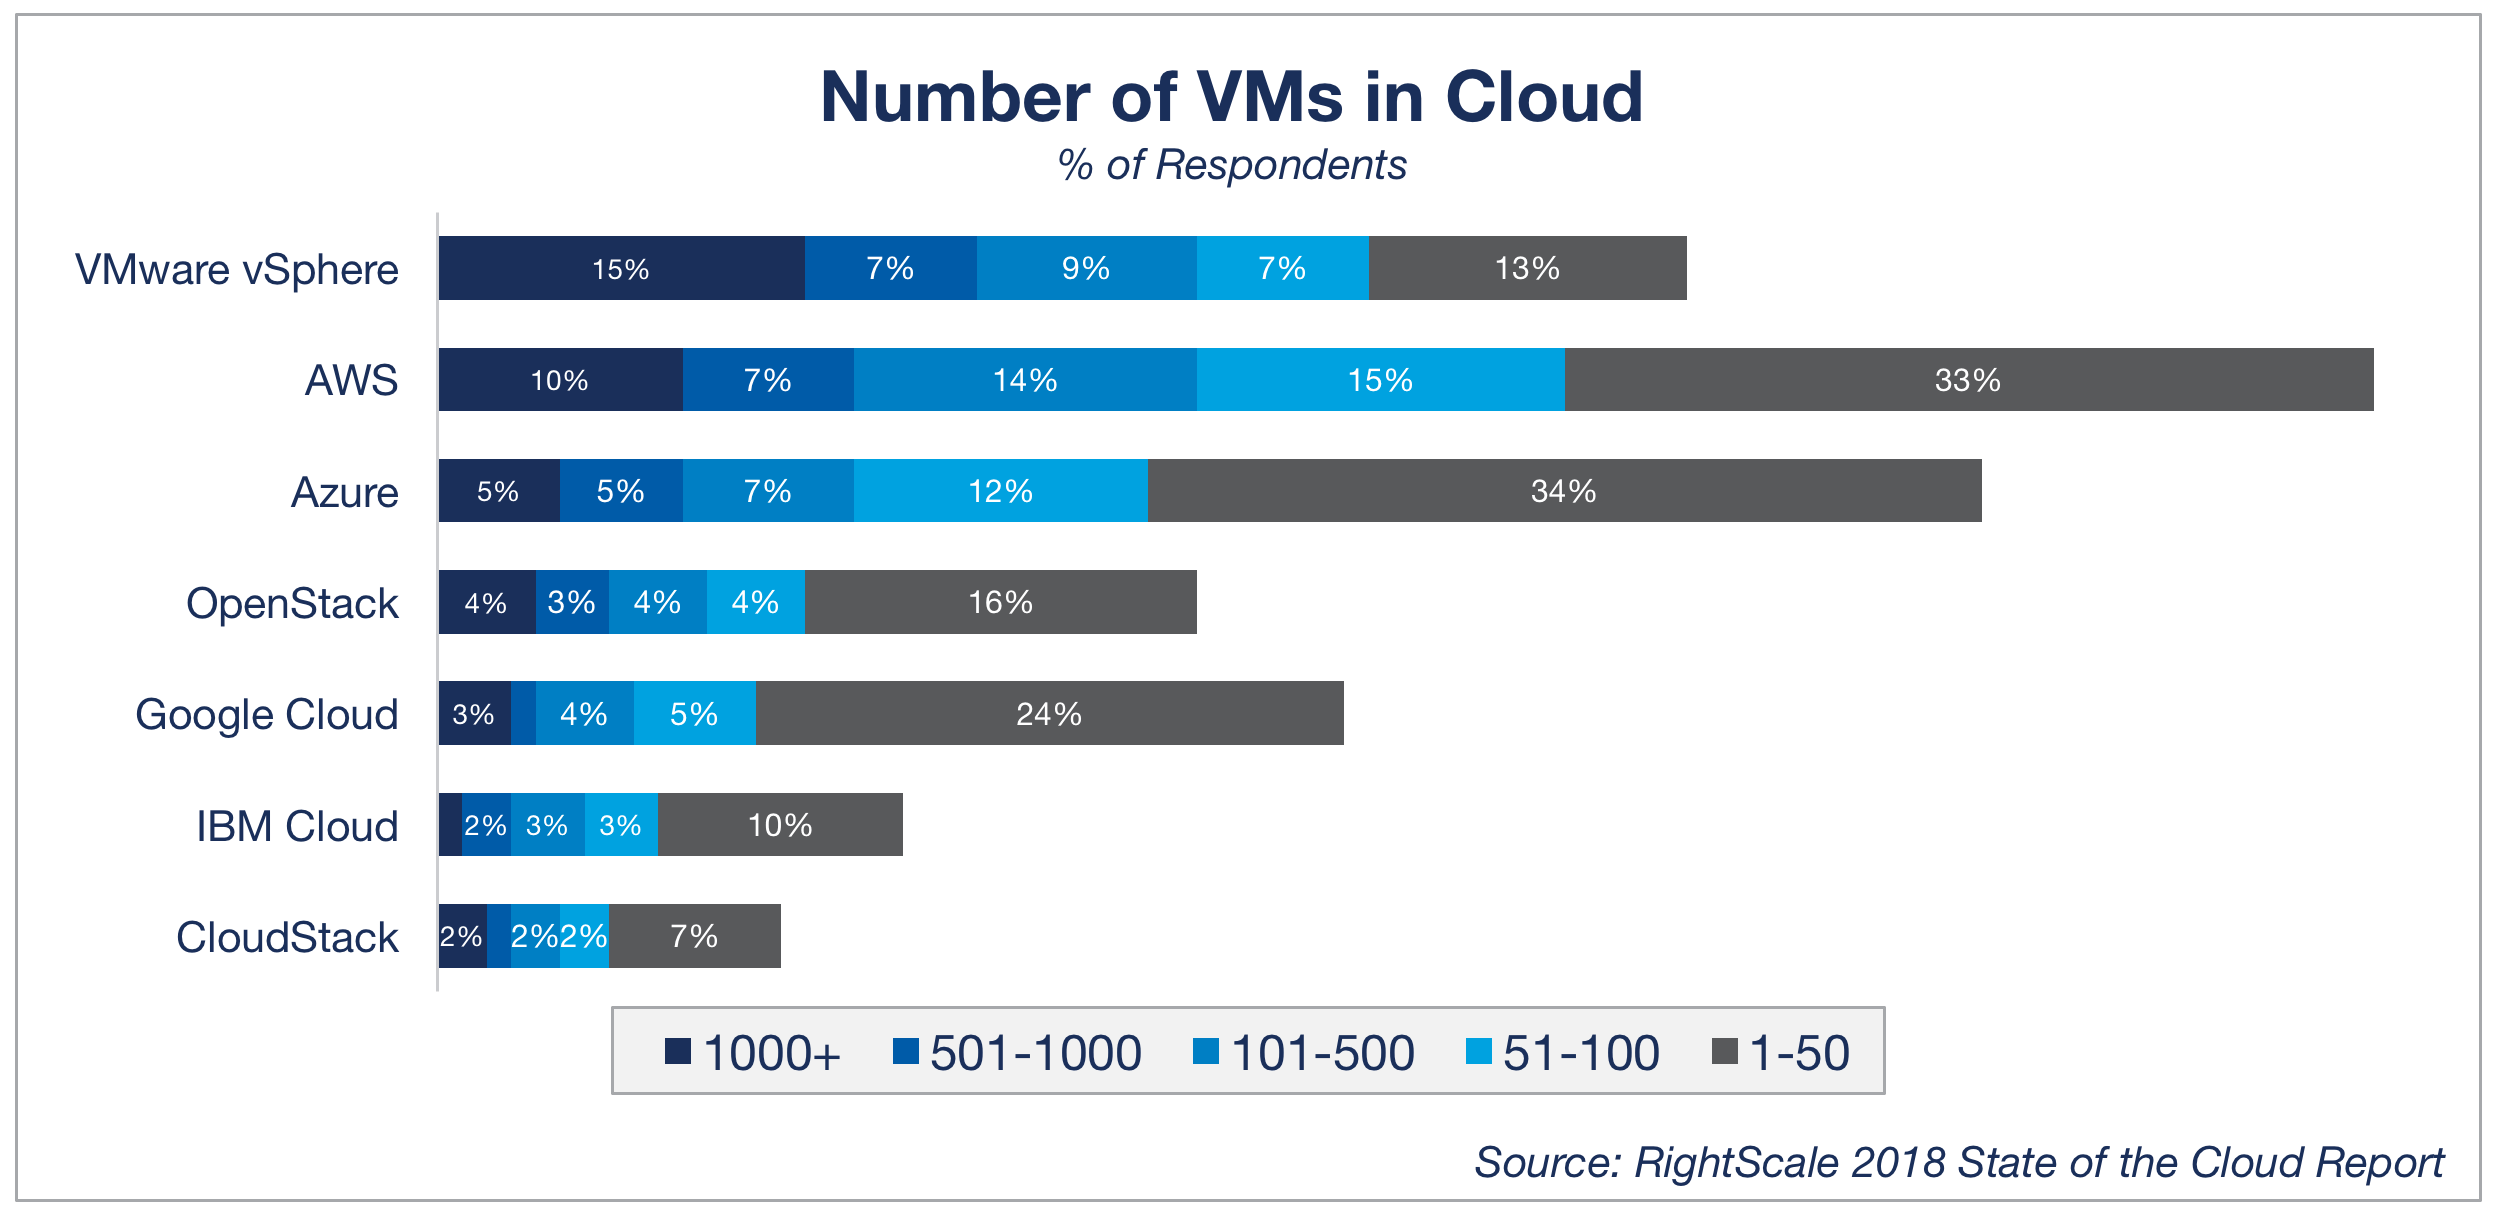 Number of VMs in Cloud
% of Respondents
VMware vSphere 15% 7% 9% 7% 13%
AWS 10% 7% 14% 15% 33%
Azure 5% 5% 7% 12% 34%
OpenStack 4% 3% 4% 4% 16%
Google Cloud 3% 4% 5% 24%
IBM Cloud 2% 3% 3% 10%
CloudStack 2% 2% 2% 7%
1000+ 501-1000 101-500 51-100 1-50
Source: RightScale 2018 State of the Cloud Report